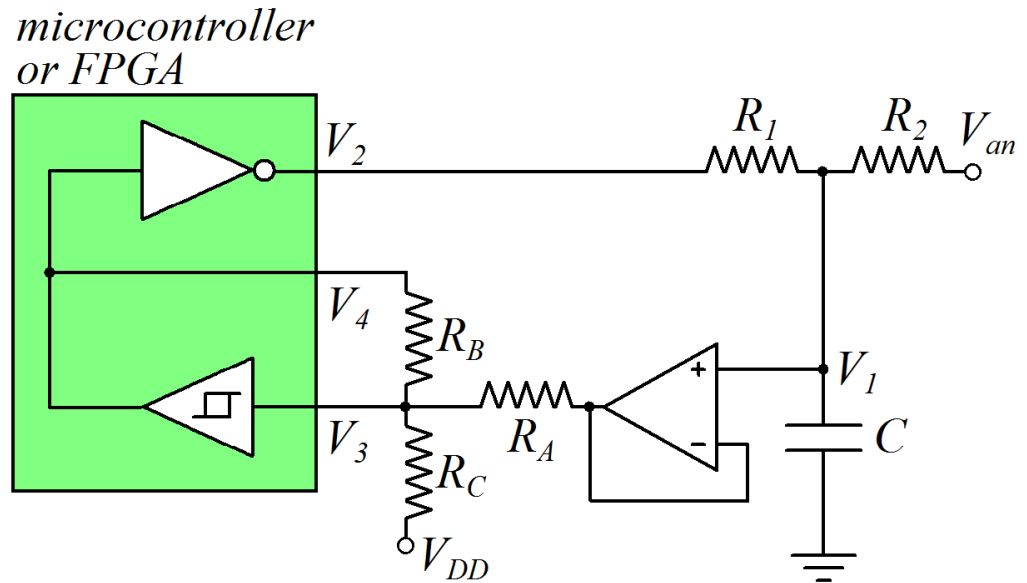 microcontroller
or FPGA
V2
R1
R2
Van
V4
RB
V3
RA
+
−
V1
C
RC
VDD